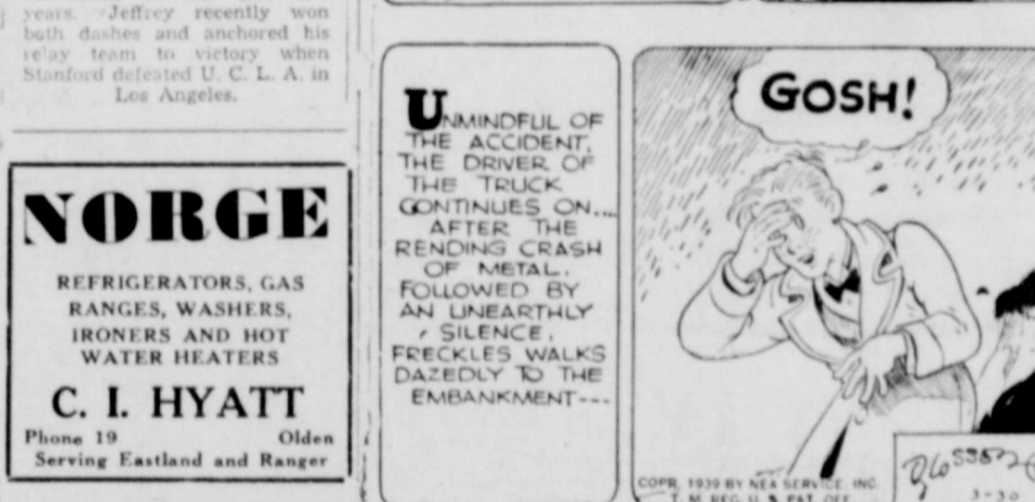 years. Jeffrey recently won
both dashes and anchored his
relay team to victory when
Stanford defeated U. C. L. A. in
Los Angeles.
NORGE
REFRIGERATORS, GAS
RANGES, WASHERS,
IRONERS AND HOT
WATER HEATERS
C. I. HYATT
Phone 19 Olden
Serving Eastland and Ranger
UNMINDFUL OF
THE ACCIDENT,
THE DRIVER OF
THE TRUCK
CONTINUES ON...
AFTER THE
RENDING CRASH
OF METAL,
FOLLOWED BY
AN UNEARTHLY
SILENCE,
FRECKLES WALKS
DAZEDLY TO THE
EMBANKMENT---
GOSH!
COPR. 1939 BY NEA SERVICE, INC.
T. M. REG. U. S. PAT. OFF.
3-30